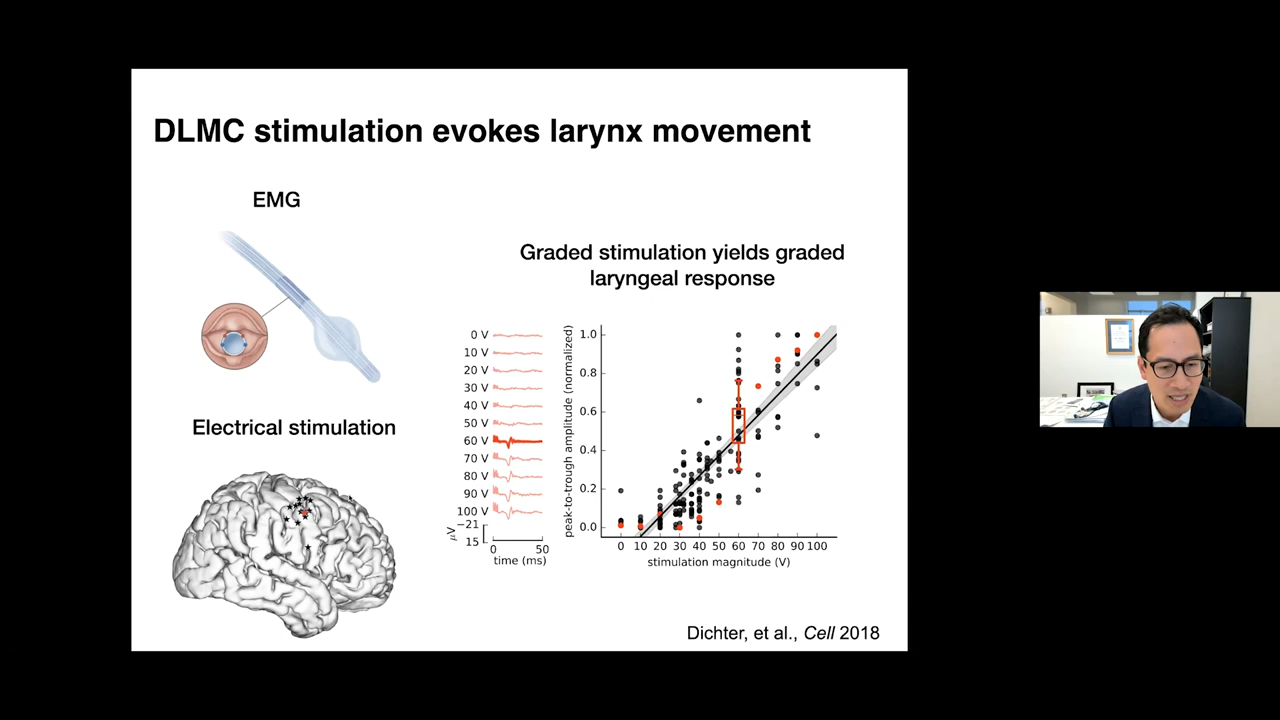 DLMC stimulation evokes larynx movement
EMG
Electrical stimulation
Graded stimulation yields graded
laryngeal response
0 V
10 V
20 V
30 V
40 V
50 V
60 V
70 V
80 V
90 V
100 V
μV
−21
15
0 50
time (ms)
peak-to-trough amplitude (normalized)
1.0
0.8
0.6
0.4
0.2
0.0
0 10 20 30 40 50 60 70 80 90 100
stimulation magnitude (V)
Dichter, et al., Cell 2018